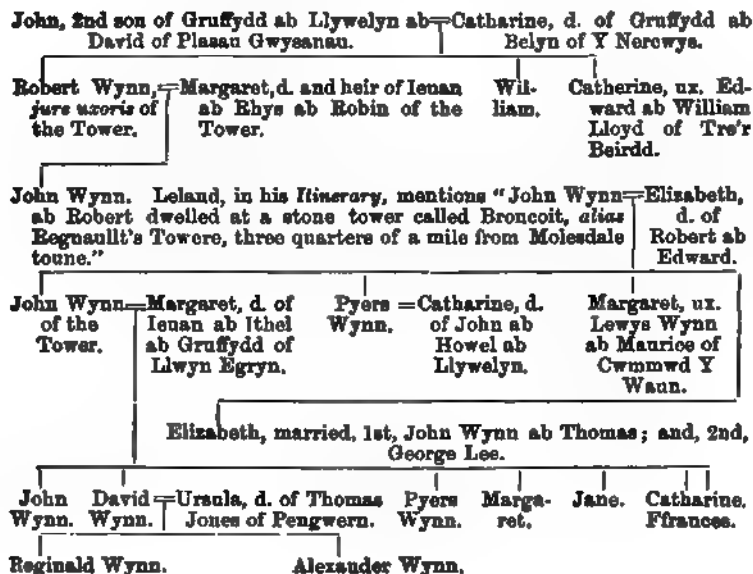 John, 2nd son of Gruffydd ab Llywelyn ab = Catharine, d. of Gruffydd ab
David of Plasau Gwysanau. Belyn of Y Nercwys.
Robert Wynn, = Margaret, d. and heir of Ieuan Wil- Catherine, ux. Ed-
jure uxoris of ab Rhys ab Robin of the liam. ward ab William
the Tower. Tower. Lloyd of Tre'r
Beirdd.
John Wynn. Leland, in his Itinerary, mentions "John Wynn = Elizabeth,
ab Robert dwelled at a stone tower called Broncoit, alias d. of
Regnaullt's Towere, three quarters of a mile from Molesdale Robert ab
toune." Edward.
John Wynn = Margaret, d. of Pyers = Catharine, d. Margaret, ux.
of the Ieuan ab Ithel Wynn. of John ab Lewys Wynn
Tower. ab Gruffydd of Howel ab ab Maurice of
Llwyn Egryn. Llywelyn. Cwmmwd Y
Waun.
Elizabeth, married, 1st, John Wynn ab Thomas; and, 2nd,
George Lee.
John David = Ursula, d. of Thomas Pyers Marga- Jane. Catharine.
Wynn. Wynn. Jones of Pengwern. Wynn. ret. Ffrances.
Reginald Wynn. Alexander Wynn.